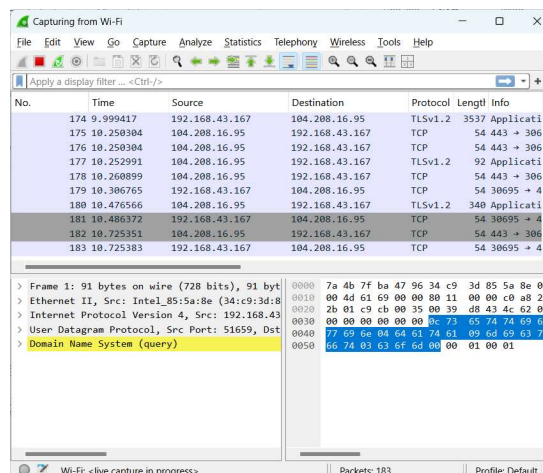 Capturing from Wi-Fi
File Edit View Go Capture Analyze Statistics Telephony Wireless Tools Help
Apply a display filter ... <Ctrl-/>
No. Time Source Destination Protocol Length Info
174 9.999417 192.168.43.167 104.208.16.95 TLSv1.2 3537 Applicati
175 10.250304 104.208.16.95 192.168.43.167 TCP 54 443 → 306
176 10.250304 104.208.16.95 192.168.43.167 TCP 54 443 → 306
177 10.252991 104.208.16.95 192.168.43.167 TLSv1.2 92 Applicati
178 10.260899 104.208.16.95 192.168.43.167 TCP 54 443 → 306
179 10.306765 192.168.43.167 104.208.16.95 TCP 54 30695 → 4
180 10.476566 104.208.16.95 192.168.43.167 TLSv1.2 340 Applicati
181 10.486372 192.168.43.167 104.208.16.95 TCP 54 30695 → 4
182 10.725351 104.208.16.95 192.168.43.167 TCP 54 443 → 306
183 10.725383 192.168.43.167 104.208.16.95 TCP 54 30695 → 4
> Frame 1: 91 bytes on wire (728 bits), 91 byt
> Ethernet II, Src: Intel_85:5a:8e (34:c9:3d:8
> Internet Protocol Version 4, Src: 192.168.43
> User Datagram Protocol, Src Port: 51659, Dst
> Domain Name System (query)
0000 7a 4b 7f ba 47 96 34 c9 3d 85 5a 8e 0
0010 00 4d 61 69 00 00 80 11 00 00 c0 a8 2
0020 2b 01 c9 cb 00 35 00 39 d8 43 4c 62 0
0030 00 00 00 00 00 00 0c 73 65 74 74 69 6
0040 77 69 6e 04 64 61 74 61 09 6d 69 63 7
0050 66 74 03 63 6f 6d 00 00 01 00 01
Wi-Fi: <live capture in progress> Packets: 183 Profile: Default